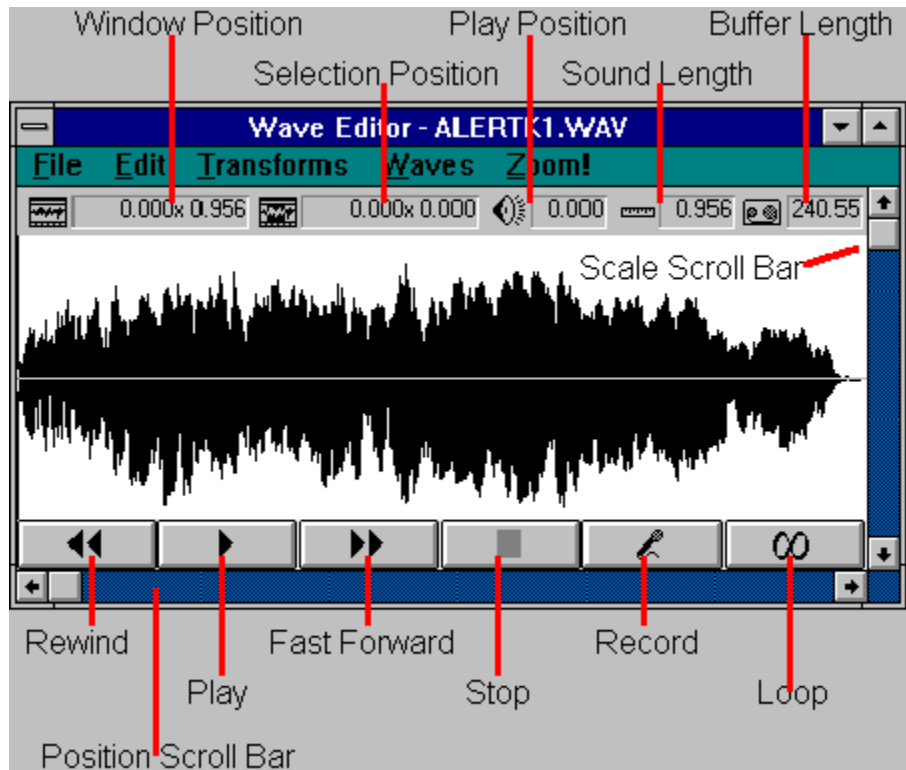 Window Position Play Position Buffer Length
Selection Position Sound Length
Wave Editor - ALERTK1.WAV
File Edit Transforms Waves Zoom!
0.000x 0.956 0.000x 0.000 0.000 0.956 240.55
Scale Scroll Bar
Rewind Fast Forward Record
Play Stop Loop
Position Scroll Bar